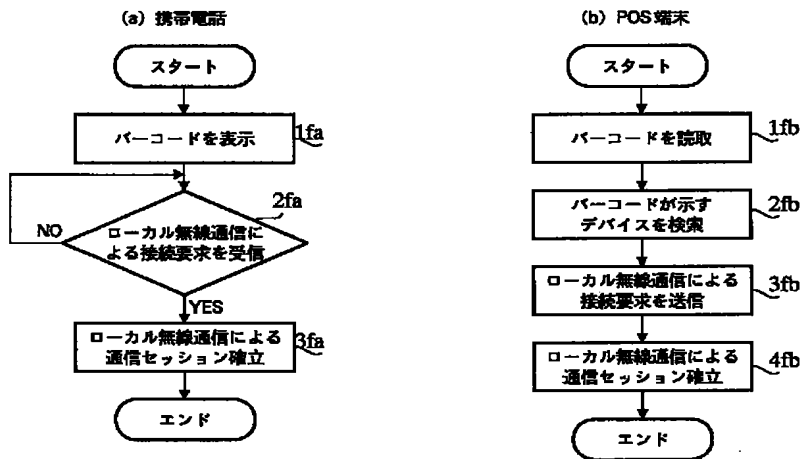 (a) 携帯電話
スタート
バーコードを表示
1fa
2fa
NO
ローカル無線通信に
よる接続要求を受信
YES
ローカル無線通信による
通信セッション確立
3fa
エンド
(b) POS端末
スタート
バーコードを読取
1fb
バーコードが示す
デバイスを検索
2fb
ローカル無線通信による
接続要求を送信
3fb
ローカル無線通信による
通信セッション確立
4fb
エンド